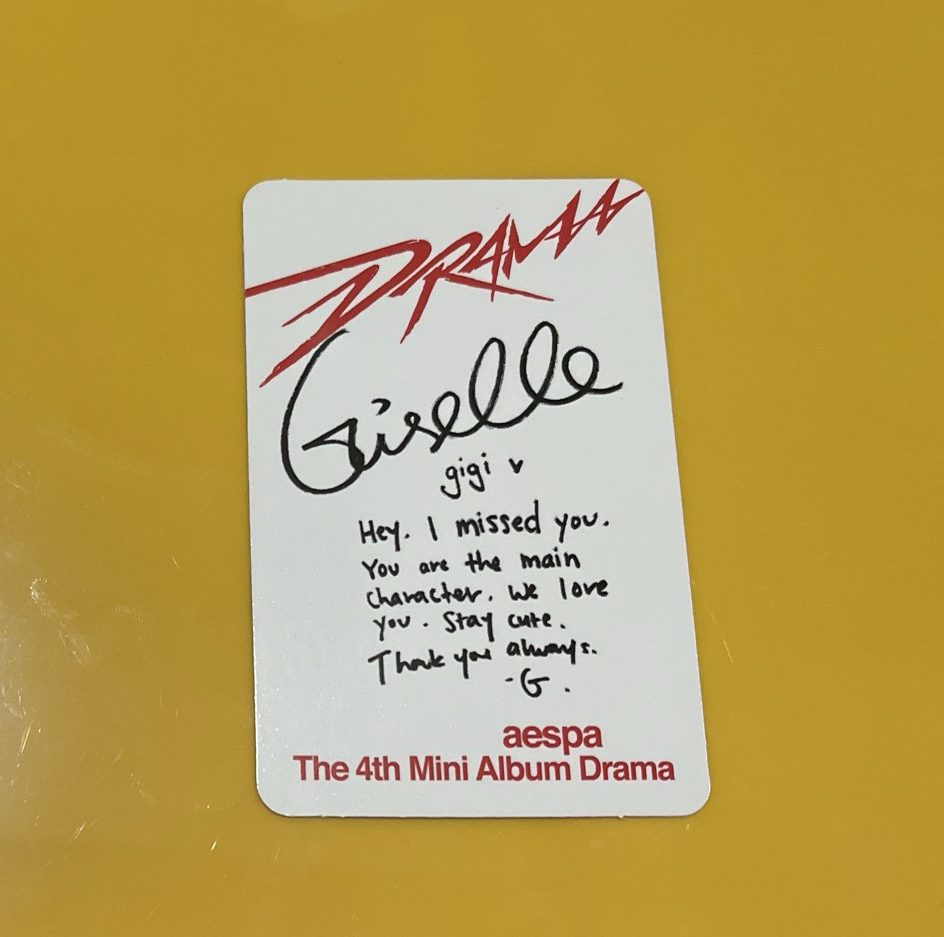 DRAMA
Giselle
gigi v
Hey. I missed you.
You are the main
character. We love
you. Stay cute.
Thank you always.
-G.
aespa
The 4th Mini Album Drama